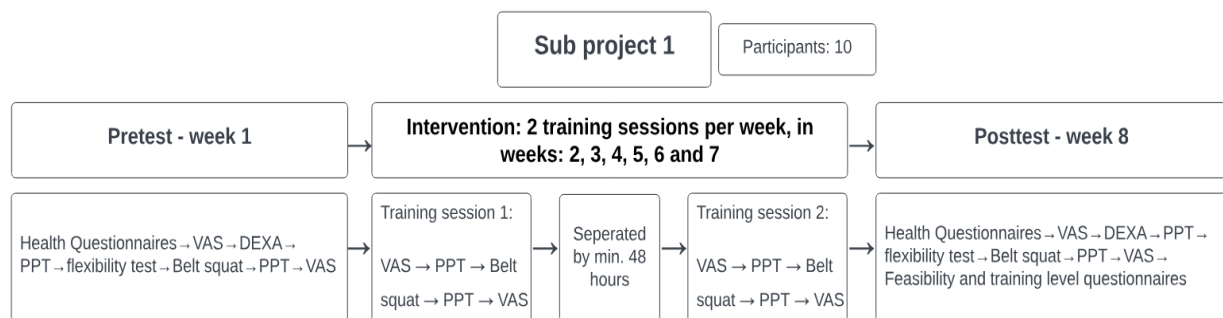 Sub project 1
Participants: 10
Pretest - week 1
Intervention: 2 training sessions per week, in
weeks: 2, 3, 4, 5, 6 and 7
Posttest - week 8
Health Questionnaires→VAS→DEXA→
PPT→flexibility test→Belt squat→PPT→VAS
Training session 1:
VAS → PPT → Belt
squat → PPT → VAS
Seperated
by min. 48
hours
Training session 2:
VAS → PPT → Belt
squat → PPT → VAS
Health Questionnaires→VAS→DEXA→PPT→
flexibility test→Belt squat→PPT→VAS→
Feasibility and training level questionnaires